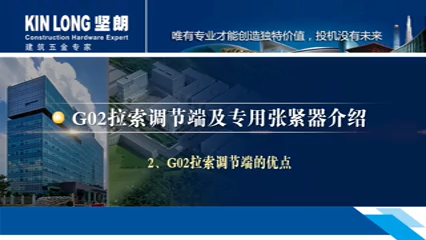 KIN LONG 坚朗
Construction Hardware Expert
建筑五金专家
唯有专业才能创造独特价值，投机没有未来
G02拉索调节端及专用张紧器介绍
2、G02拉索调节端的优点